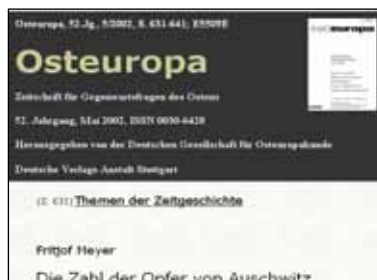 Osteuropa, 52.Jg., 5/2002, S. 631-641; ESSOSE
Osteuropa
Zeitschrift für Gegenwartsfragen des Ostens
52. Jahrgang, Mai 2002, ISSN 0030-6428
Herausgegeben von der Deutschen Gesellschaft für Osteuropakunde
Deutsche Verlags-Anstalt Stuttgart
(S. 631) Themen der Zeitgeschichte
Fritjof Meyer
Die Zahl der Opfer von Auschwitz